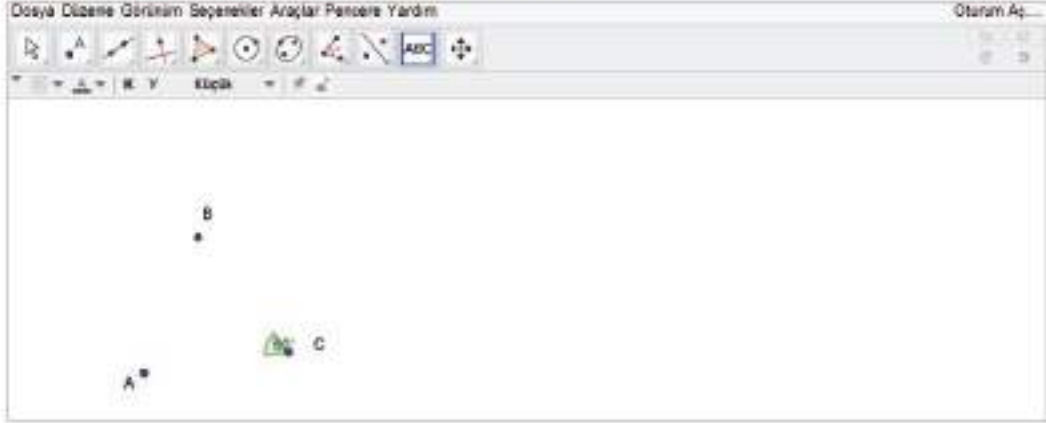 Dosya Düzenle Görünüm Seçenekler Araçlar Pencere Yardım Oturum Aç...
A ABC
A K Y Küçük
B
C
A